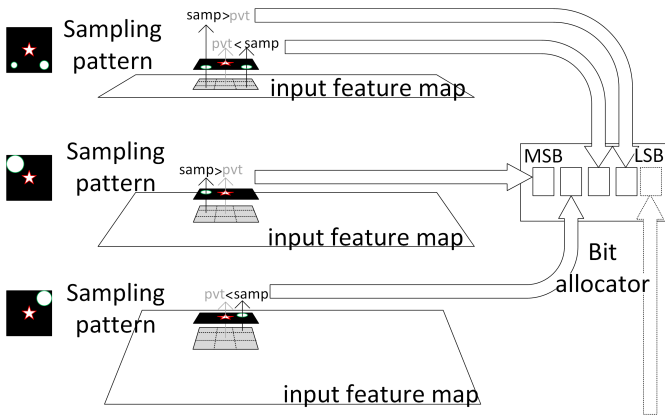 samp>pvt
Sampling
pattern
pvt<samp
input feature map
MSB
LSB
Sampling
pattern
samp>pvt
input feature map
Bit
allocator
Sampling
pattern
pvt<samp
input feature map